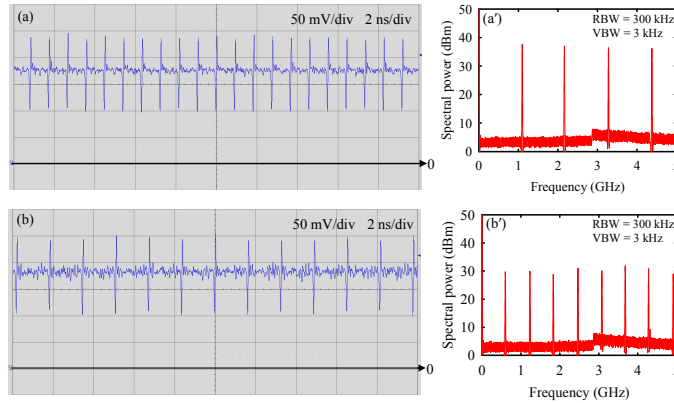 (a)
50 mV/div 2 ns/div
0
(a′)
RBW = 300 kHz
VBW = 3 kHz
Spectral power (dBm)
50
40
30
20
10
0
0 1 2 3 4 5
Frequency (GHz)
(b)
50 mV/div 2 ns/div
0
(b′)
RBW = 300 kHz
VBW = 3 kHz
Spectral power (dBm)
50
40
30
20
10
0
0 1 2 3 4 5
Frequency (GHz)